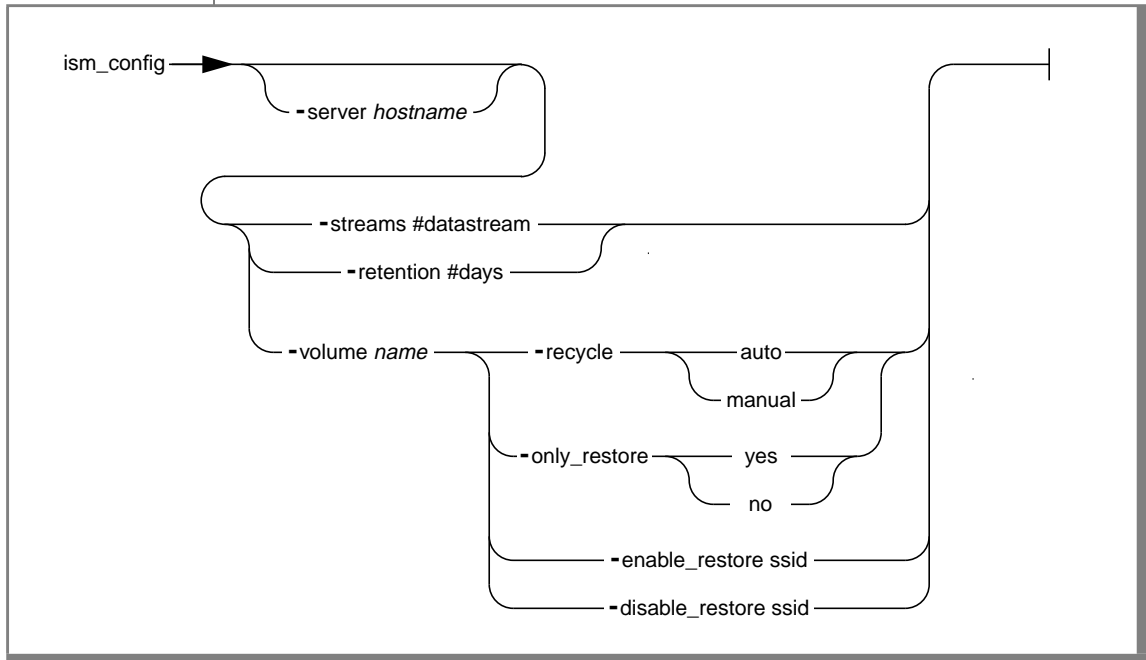 ism_config
-server hostname
-streams #datastream
-retention #days
-volume name -recycle auto
manual
-only_restore yes
no
-enable_restore ssid
-disable_restore ssid